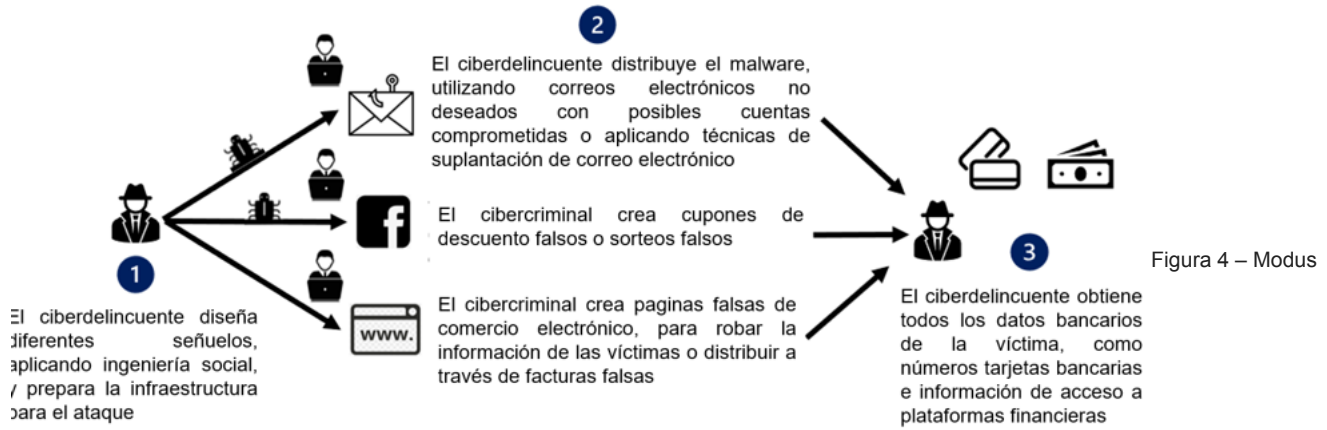 1
El ciberdelincuente diseña
diferentes señuelos,
aplicando ingeniería social,
y prepara la infraestructura
para el ataque
2
El ciberdelincuente distribuye el malware,
utilizando correos electrónicos no
deseados con posibles cuentas
comprometidas o aplicando técnicas de
suplantación de correo electrónico
f
El cibercriminal crea cupones de
descuento falsos o sorteos falsos
www.
El cibercriminal crea paginas falsas de
comercio electrónico, para robar la
información de las víctimas o distribuir a
través de facturas falsas
3
El ciberdelincuente obtiene
todos los datos bancarios
de la víctima, como
números tarjetas bancarias
e información de acceso a
plataformas financieras
Figura 4 – Modus